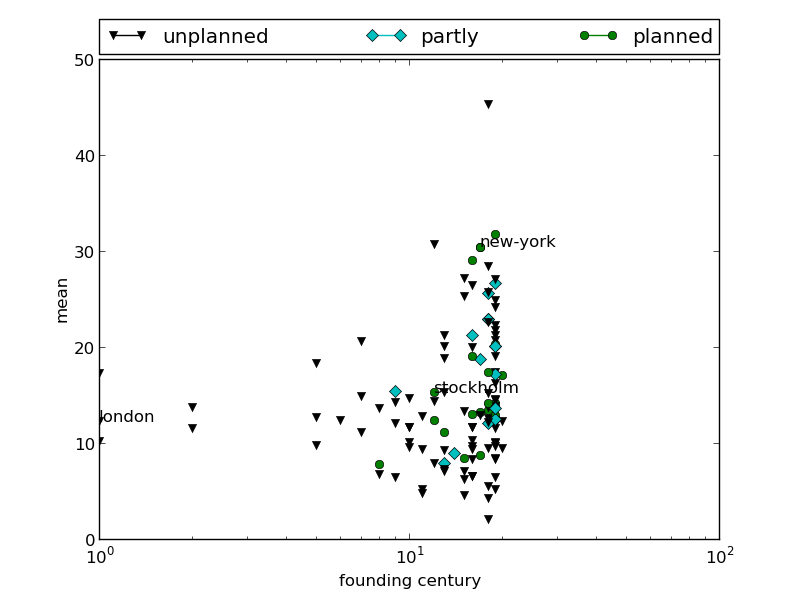 unplanned partly planned
50
40
30
20
10
0
mean
new-york
stockholm
london
10^0 10^1 10^2
founding century